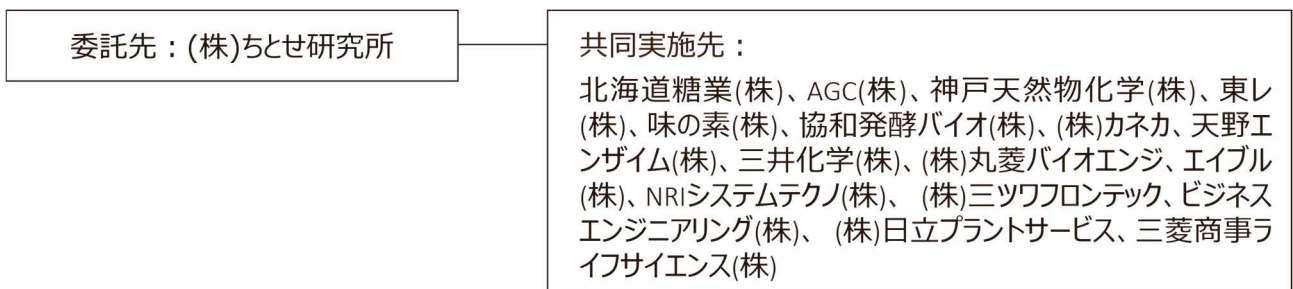 委託先：(株)ちとせ研究所
共同実施先：
北海道糖業(株)、AGC(株)、神戸天然物化学(株)、東レ
(株)、味の素(株)、協和発酵バイオ(株)、(株)カネカ、天野エ
ンザイム(株)、三井化学(株)、(株)丸菱バイオエンジ、エイブル
(株)、NRIシステムテクノ(株)、 (株)三ツワフロンテック、ビジネス
エンジニアリング(株)、 (株)日立プラントサービス、三菱商事ラ
イフサイエンス(株)